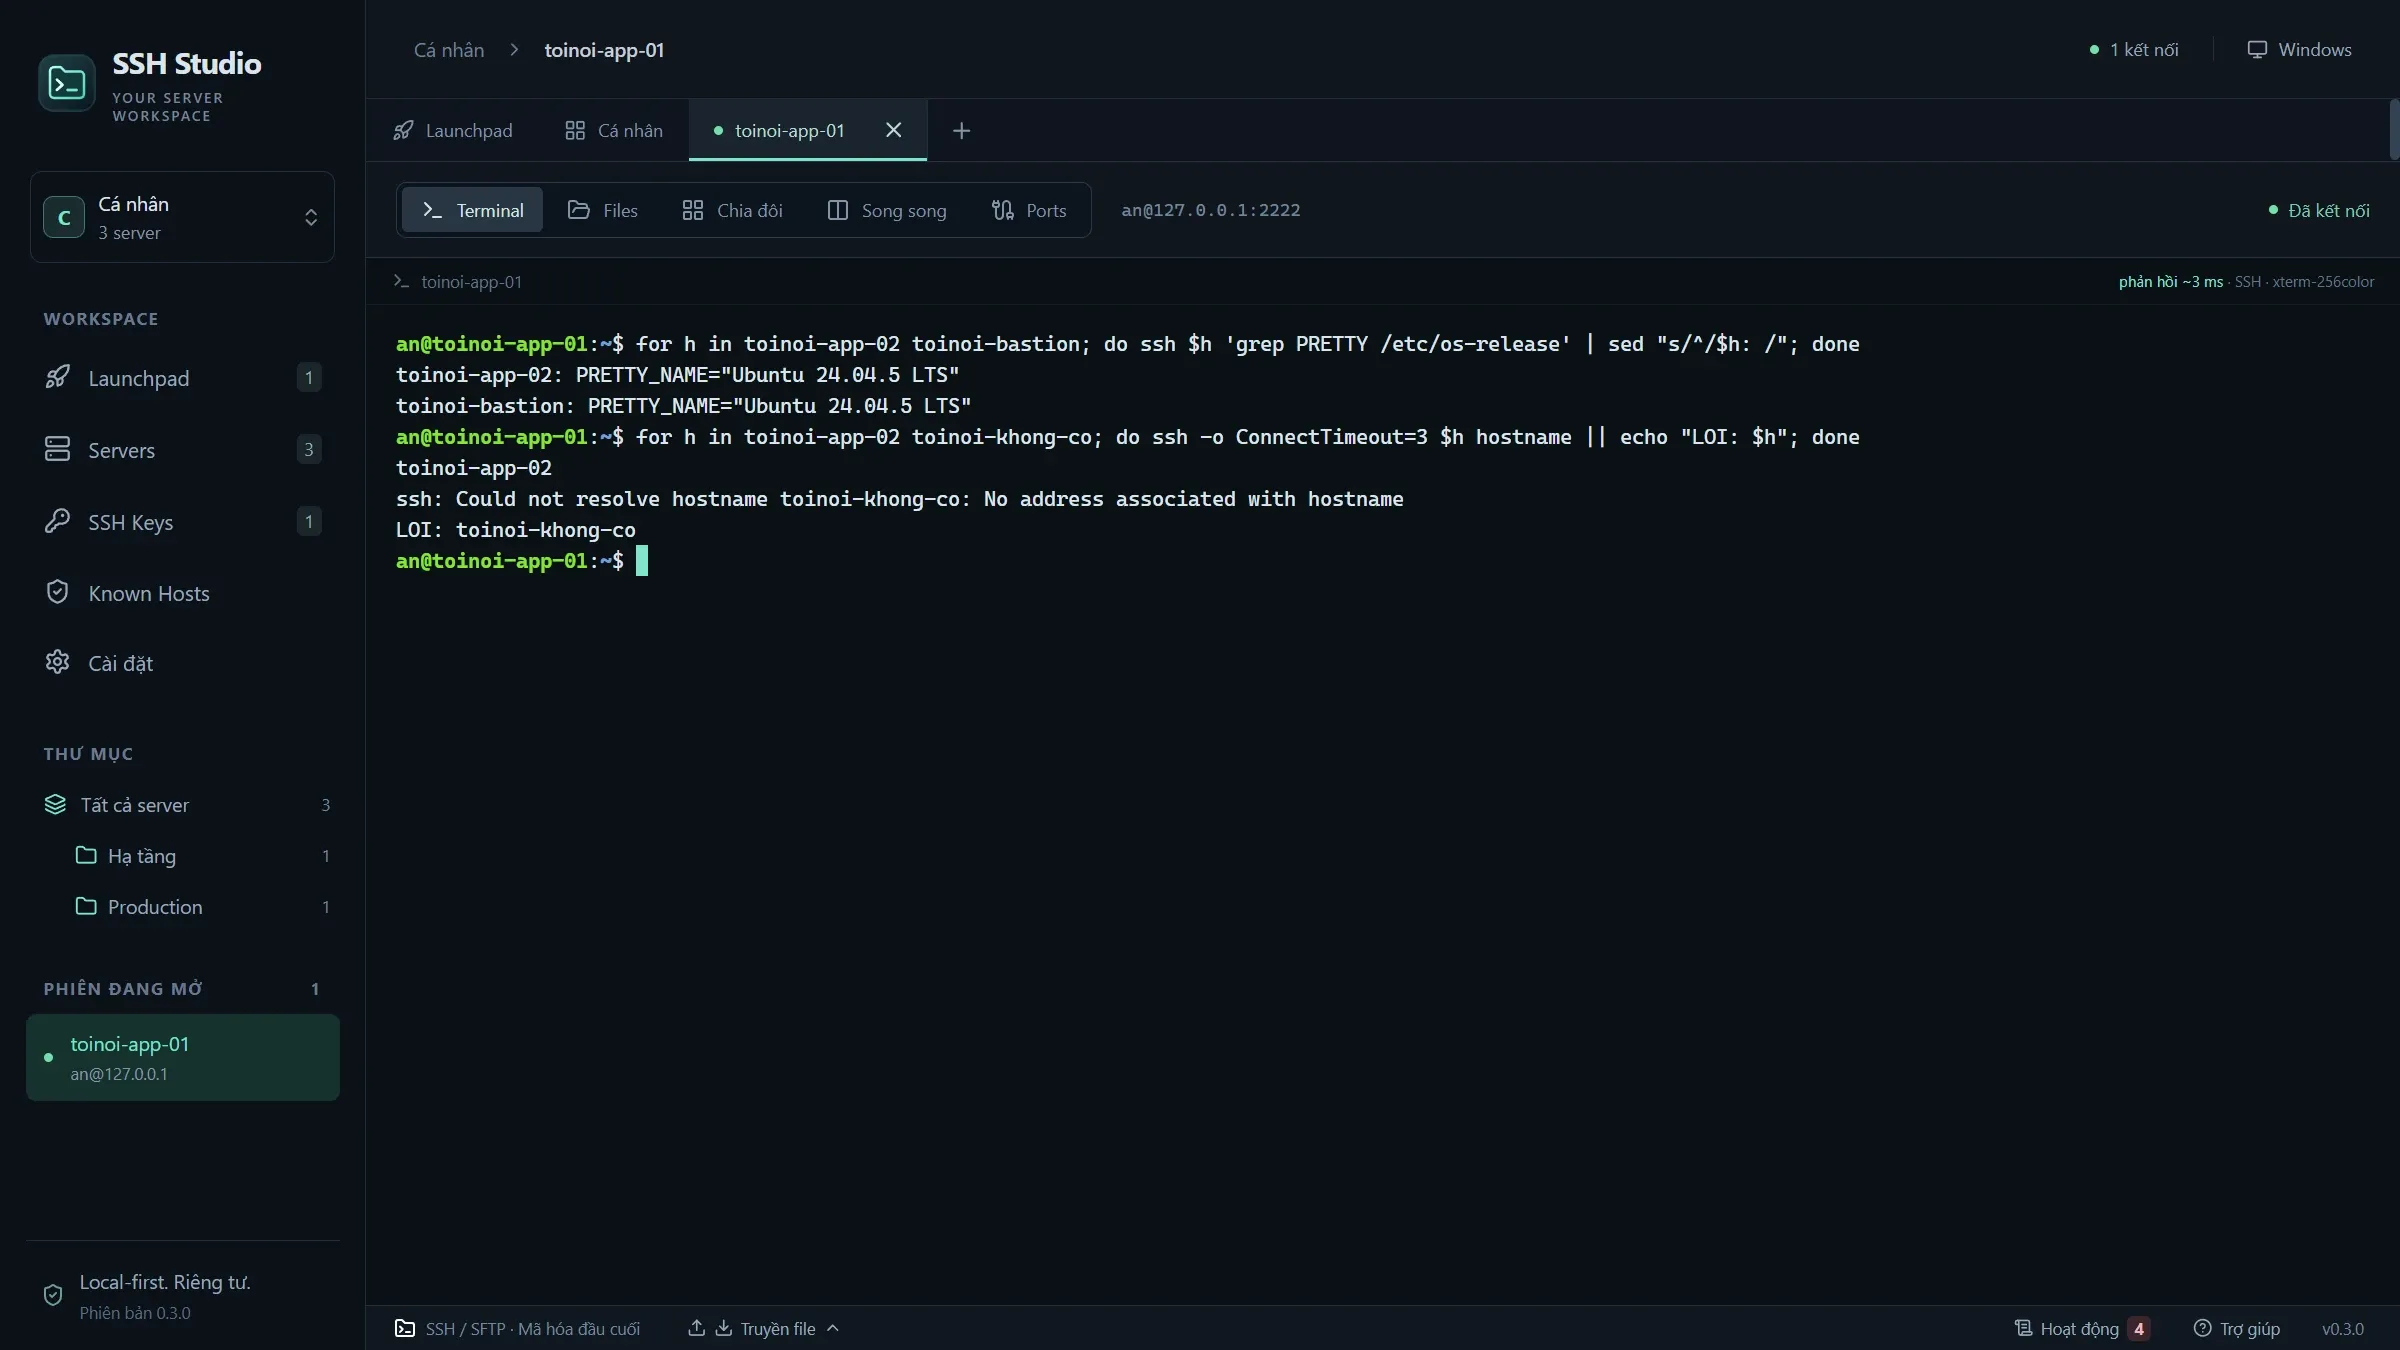 SSH Studio
YOUR SERVER
WORKSPACE
C
Cá nhân
3 server
WORKSPACE
Launchpad 1
Servers 3
SSH Keys 1
Known Hosts
Cài đặt
THƯ MỤC
Tất cả server 3
Hạ tầng 1
Production 1
PHIÊN ĐANG MỞ 1
toinoi-app-01
an@127.0.0.1
Local-first. Riêng tư.
Phiên bản 0.3.0
Cá nhân > toinoi-app-01
1 kết nối
Windows
Launchpad
Cá nhân
toinoi-app-01
Terminal
Files
Chia đôi
Song song
Ports
an@127.0.0.1:2222
Đã kết nối
toinoi-app-01
phản hồi ~3 ms · SSH · xterm-256color
an@toinoi-app-01:~$ for h in toinoi-app-02 toinoi-bastion; do ssh $h 'grep PRETTY /etc/os-release' | sed "s/^/$h: /"; done
toinoi-app-02: PRETTY_NAME="Ubuntu 24.04.5 LTS"
toinoi-bastion: PRETTY_NAME="Ubuntu 24.04.5 LTS"
an@toinoi-app-01:~$ for h in toinoi-app-02 toinoi-khong-co; do ssh -o ConnectTimeout=3 $h hostname || echo "LOI: $h"; done
toinoi-app-02
ssh: Could not resolve hostname toinoi-khong-co: No address associated with hostname
LOI: toinoi-khong-co
an@toinoi-app-01:~$
SSH / SFTP · Mã hóa đầu cuối
Truyền file
Hoạt động 4
Trợ giúp
v0.3.0